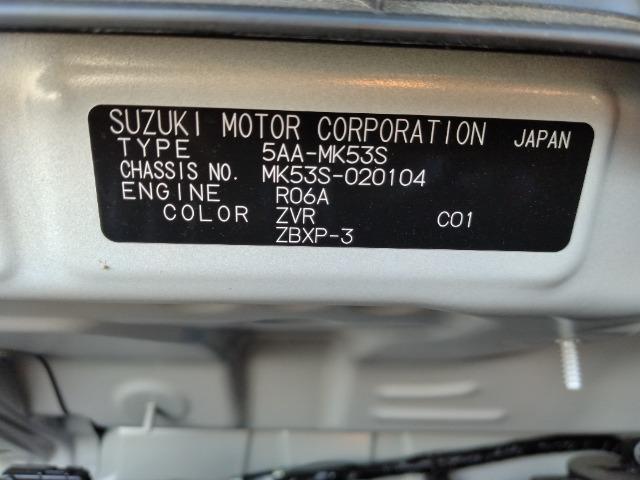 SUZUKI MOTOR CORPORATION JAPAN
TYPE 5AA-MK53S
CHASSIS NO. MK53S-020104
ENGINE R06A
COLOR ZVR C01
ZBXP-3